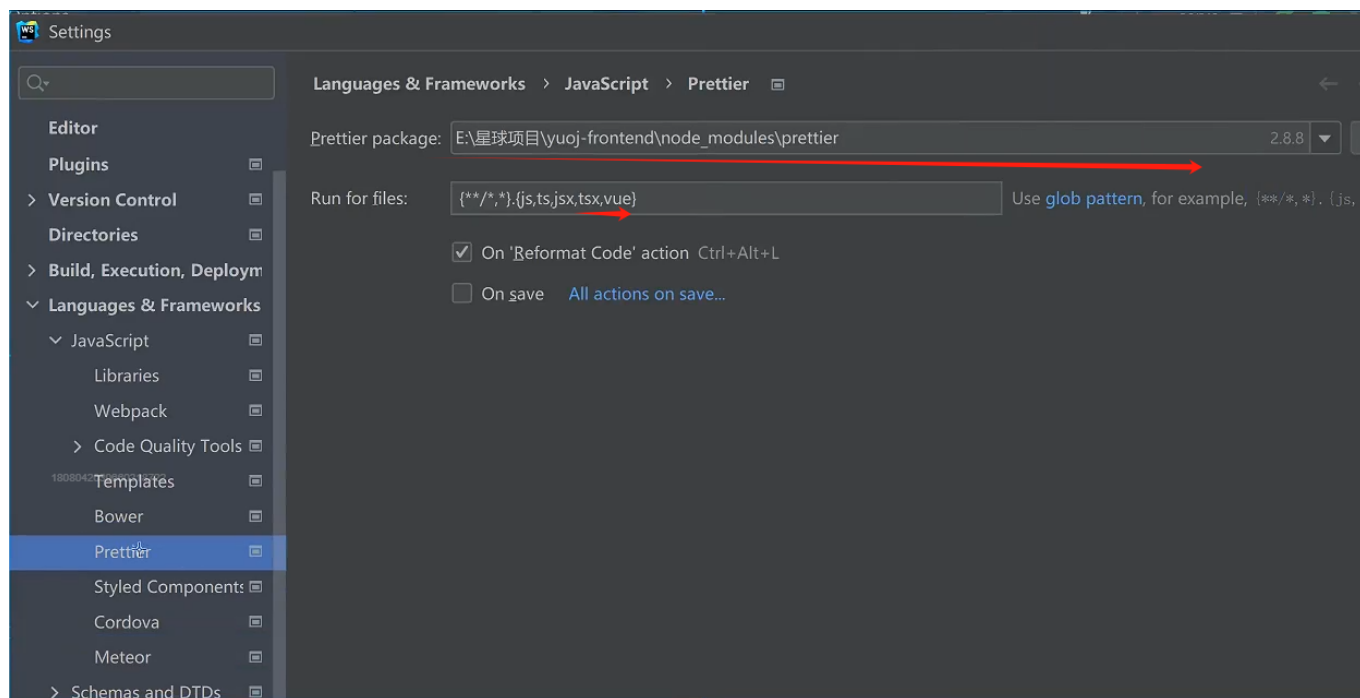 Settings
Languages & Frameworks > JavaScript > Prettier
Editor
Plugins
Version Control
Directories
Build, Execution, Deploym
Languages & Frameworks
JavaScript
Libraries
Webpack
Code Quality Tools
Templates
Bower
Prettier
Styled Components
Cordova
Meteor
Schemas and DTDs
Prettier package: E:\星球项目\yuoj-frontend\node_modules\prettier 2.8.8
Run for files: {**/*,*}.{js,ts,jsx,tsx,vue} Use glob pattern, for example, {**/*,*}.{js,
On 'Reformat Code' action Ctrl+Alt+L
On save All actions on save...